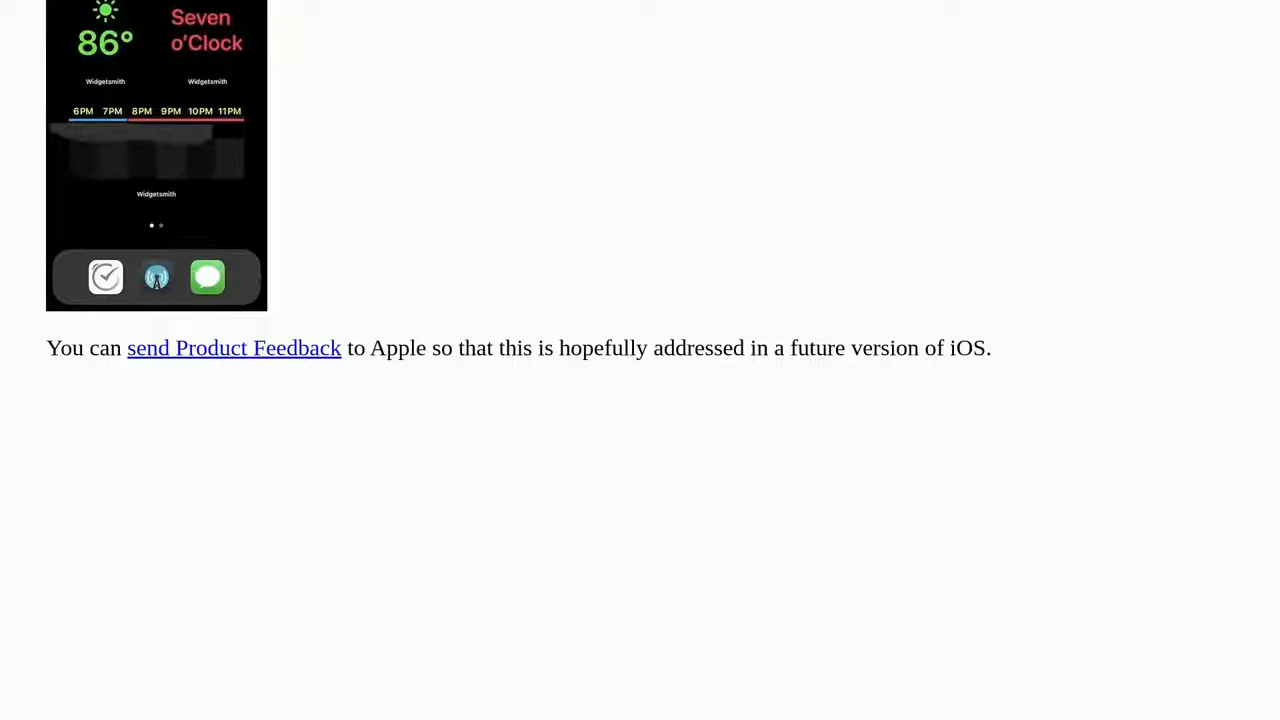 86° Seven
o'Clock
Widgetsmith Widgetsmith
6PM 7PM 8PM 9PM 10PM 11PM
Widgetsmith
You can send Product Feedback to Apple so that this is hopefully addressed in a future version of iOS.